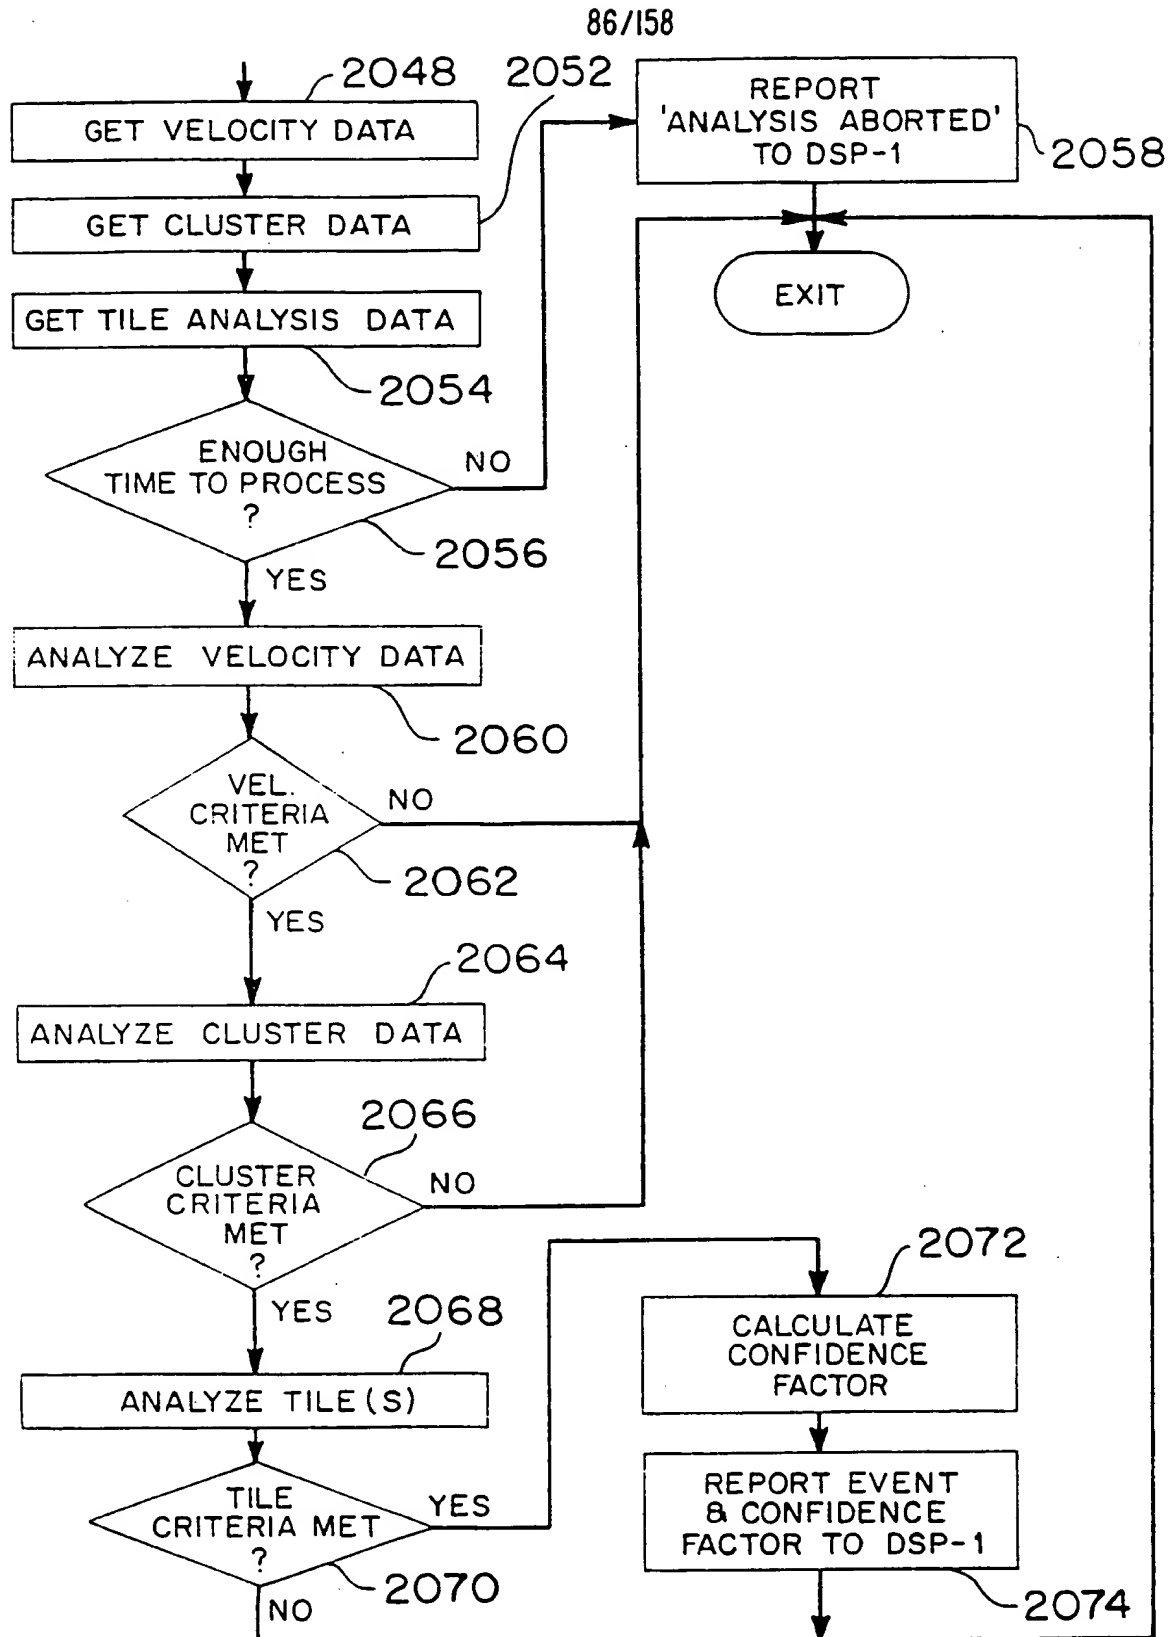 86/158
2048
GET VELOCITY DATA
2052
GET CLUSTER DATA
GET TILE ANALYSIS DATA
2054
ENOUGH
TIME TO PROCESS
?
2056
NO
YES
REPORT
'ANALYSIS ABORTED'
TO DSP-1
2058
EXIT
ANALYZE VELOCITY DATA
2060
VEL.
CRITERIA
MET
?
2062
NO
YES
2064
ANALYZE CLUSTER DATA
2066
CLUSTER
CRITERIA
MET
?
NO
YES
2068
ANALYZE TILE(S)
TILE
CRITERIA MET
?
2070
YES
NO
2072
CALCULATE
CONFIDENCE
FACTOR
REPORT EVENT
& CONFIDENCE
FACTOR TO DSP-1
2074